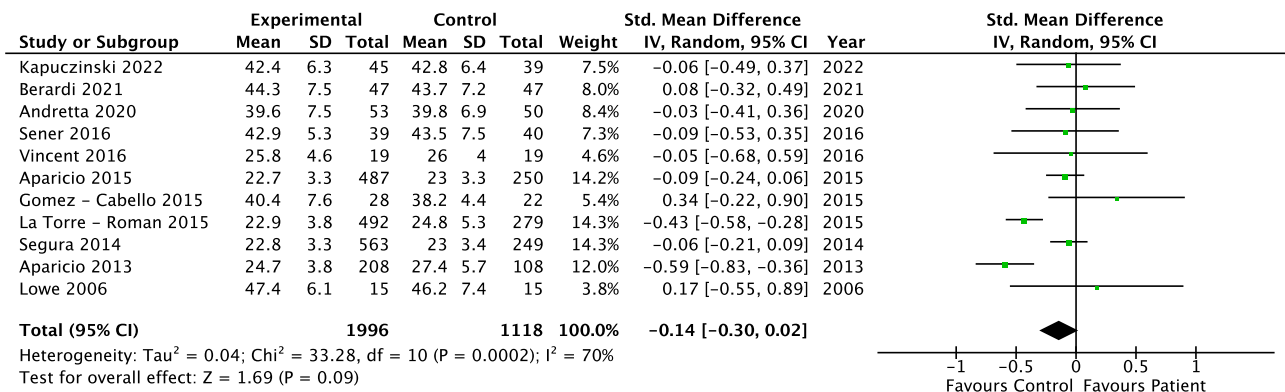 Experimental Control Std. Mean Difference Std. Mean Difference
Study or Subgroup Mean SD Total Mean SD Total Weight IV, Random, 95% CI Year IV, Random, 95% CI
Kapuczinski 2022 42.4 6.3 45 42.8 6.4 39 7.5% −0.06 [−0.49, 0.37] 2022
Berardi 2021 44.3 7.5 47 43.7 7.2 47 8.0% 0.08 [−0.32, 0.49] 2021
Andretta 2020 39.6 7.5 53 39.8 6.9 50 8.4% −0.03 [−0.41, 0.36] 2020
Sener 2016 42.9 5.3 39 43.5 7.5 40 7.3% −0.09 [−0.53, 0.35] 2016
Vincent 2016 25.8 4.6 19 26 4 19 4.6% −0.05 [−0.68, 0.59] 2016
Aparicio 2015 22.7 3.3 487 23 3.3 250 14.2% −0.09 [−0.24, 0.06] 2015
Gomez − Cabello 2015 40.4 7.6 28 38.2 4.4 22 5.4% 0.34 [−0.22, 0.90] 2015
La Torre − Roman 2015 22.9 3.8 492 24.8 5.3 279 14.3% −0.43 [−0.58, −0.28] 2015
Segura 2014 22.8 3.3 563 23 3.4 249 14.3% −0.06 [−0.21, 0.09] 2014
Aparicio 2013 24.7 3.8 208 27.4 5.7 108 12.0% −0.59 [−0.83, −0.36] 2013
Lowe 2006 47.4 6.1 15 46.2 7.4 15 3.8% 0.17 [−0.55, 0.89] 2006
Total (95% CI) 1996 1118 100.0% −0.14 [−0.30, 0.02]
Heterogeneity: Tau² = 0.04; Chi² = 33.28, df = 10 (P = 0.0002); I² = 70%
Test for overall effect: Z = 1.69 (P = 0.09)
−1 −0.5 0 0.5 1
Favours Control Favours Patient